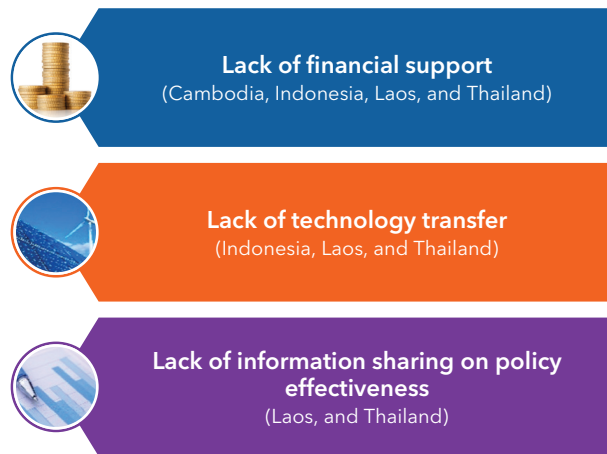 Lack of financial support
(Cambodia, Indonesia, Laos, and Thailand)
Lack of technology transfer
(Indonesia, Laos, and Thailand)
Lack of information sharing on policy
effectiveness
(Laos, and Thailand)